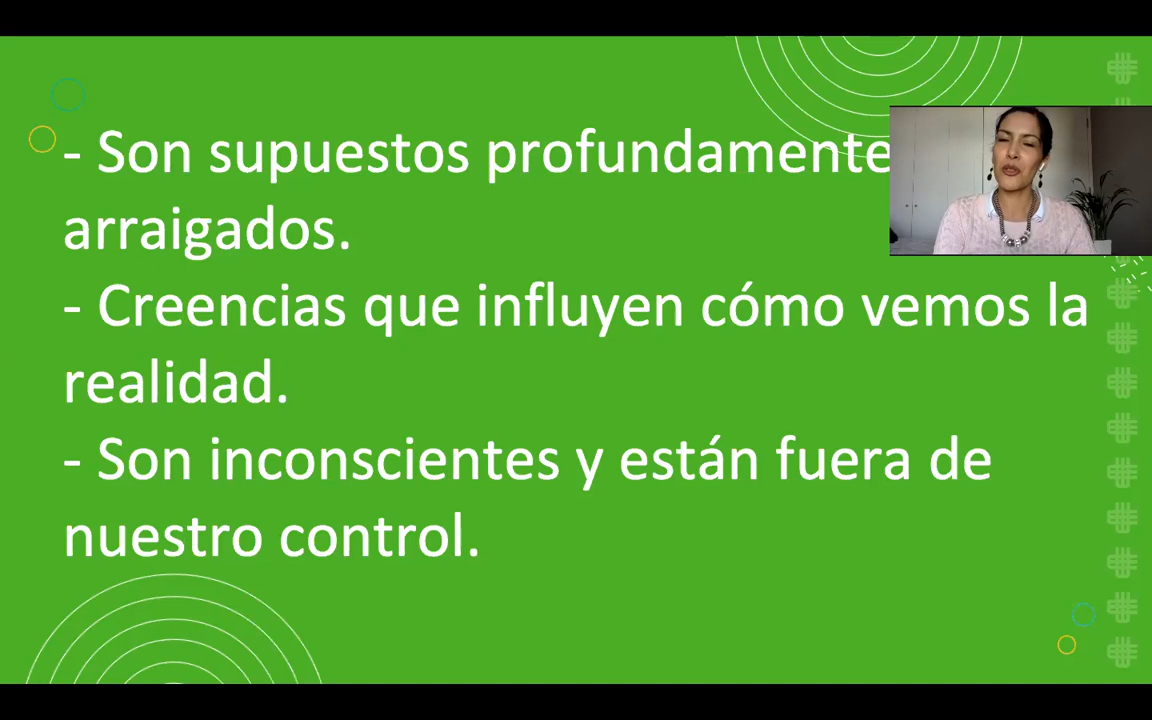 - Son supuestos profundamente
arraigados.
- Creencias que influyen cómo vemos la
realidad.
- Son inconscientes y están fuera de
nuestro control.